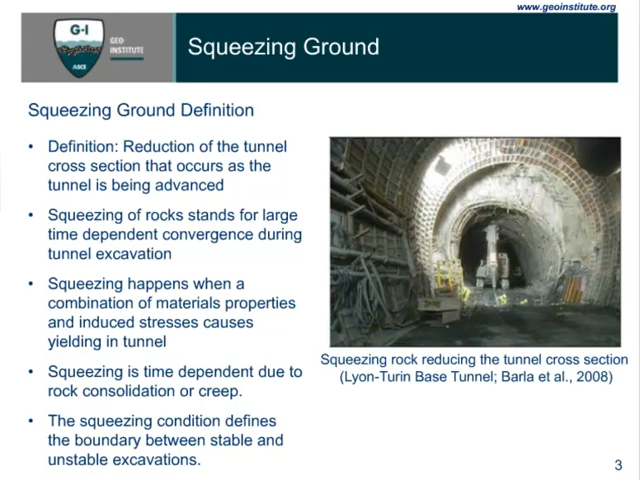 www.geoinstitute.org
G-I
ASCE
GEO
INSTITUTE
Squeezing Ground
Squeezing Ground Definition
• Definition: Reduction of the tunnel
cross section that occurs as the
tunnel is being advanced
• Squeezing of rocks stands for large
time dependent convergence during
tunnel excavation
• Squeezing happens when a
combination of materials properties
and induced stresses causes
yielding in tunnel
• Squeezing is time dependent due to
rock consolidation or creep.
• The squeezing condition defines
the boundary between stable and
unstable excavations.
Squeezing rock reducing the tunnel cross section
(Lyon-Turin Base Tunnel; Barla et al., 2008)
3